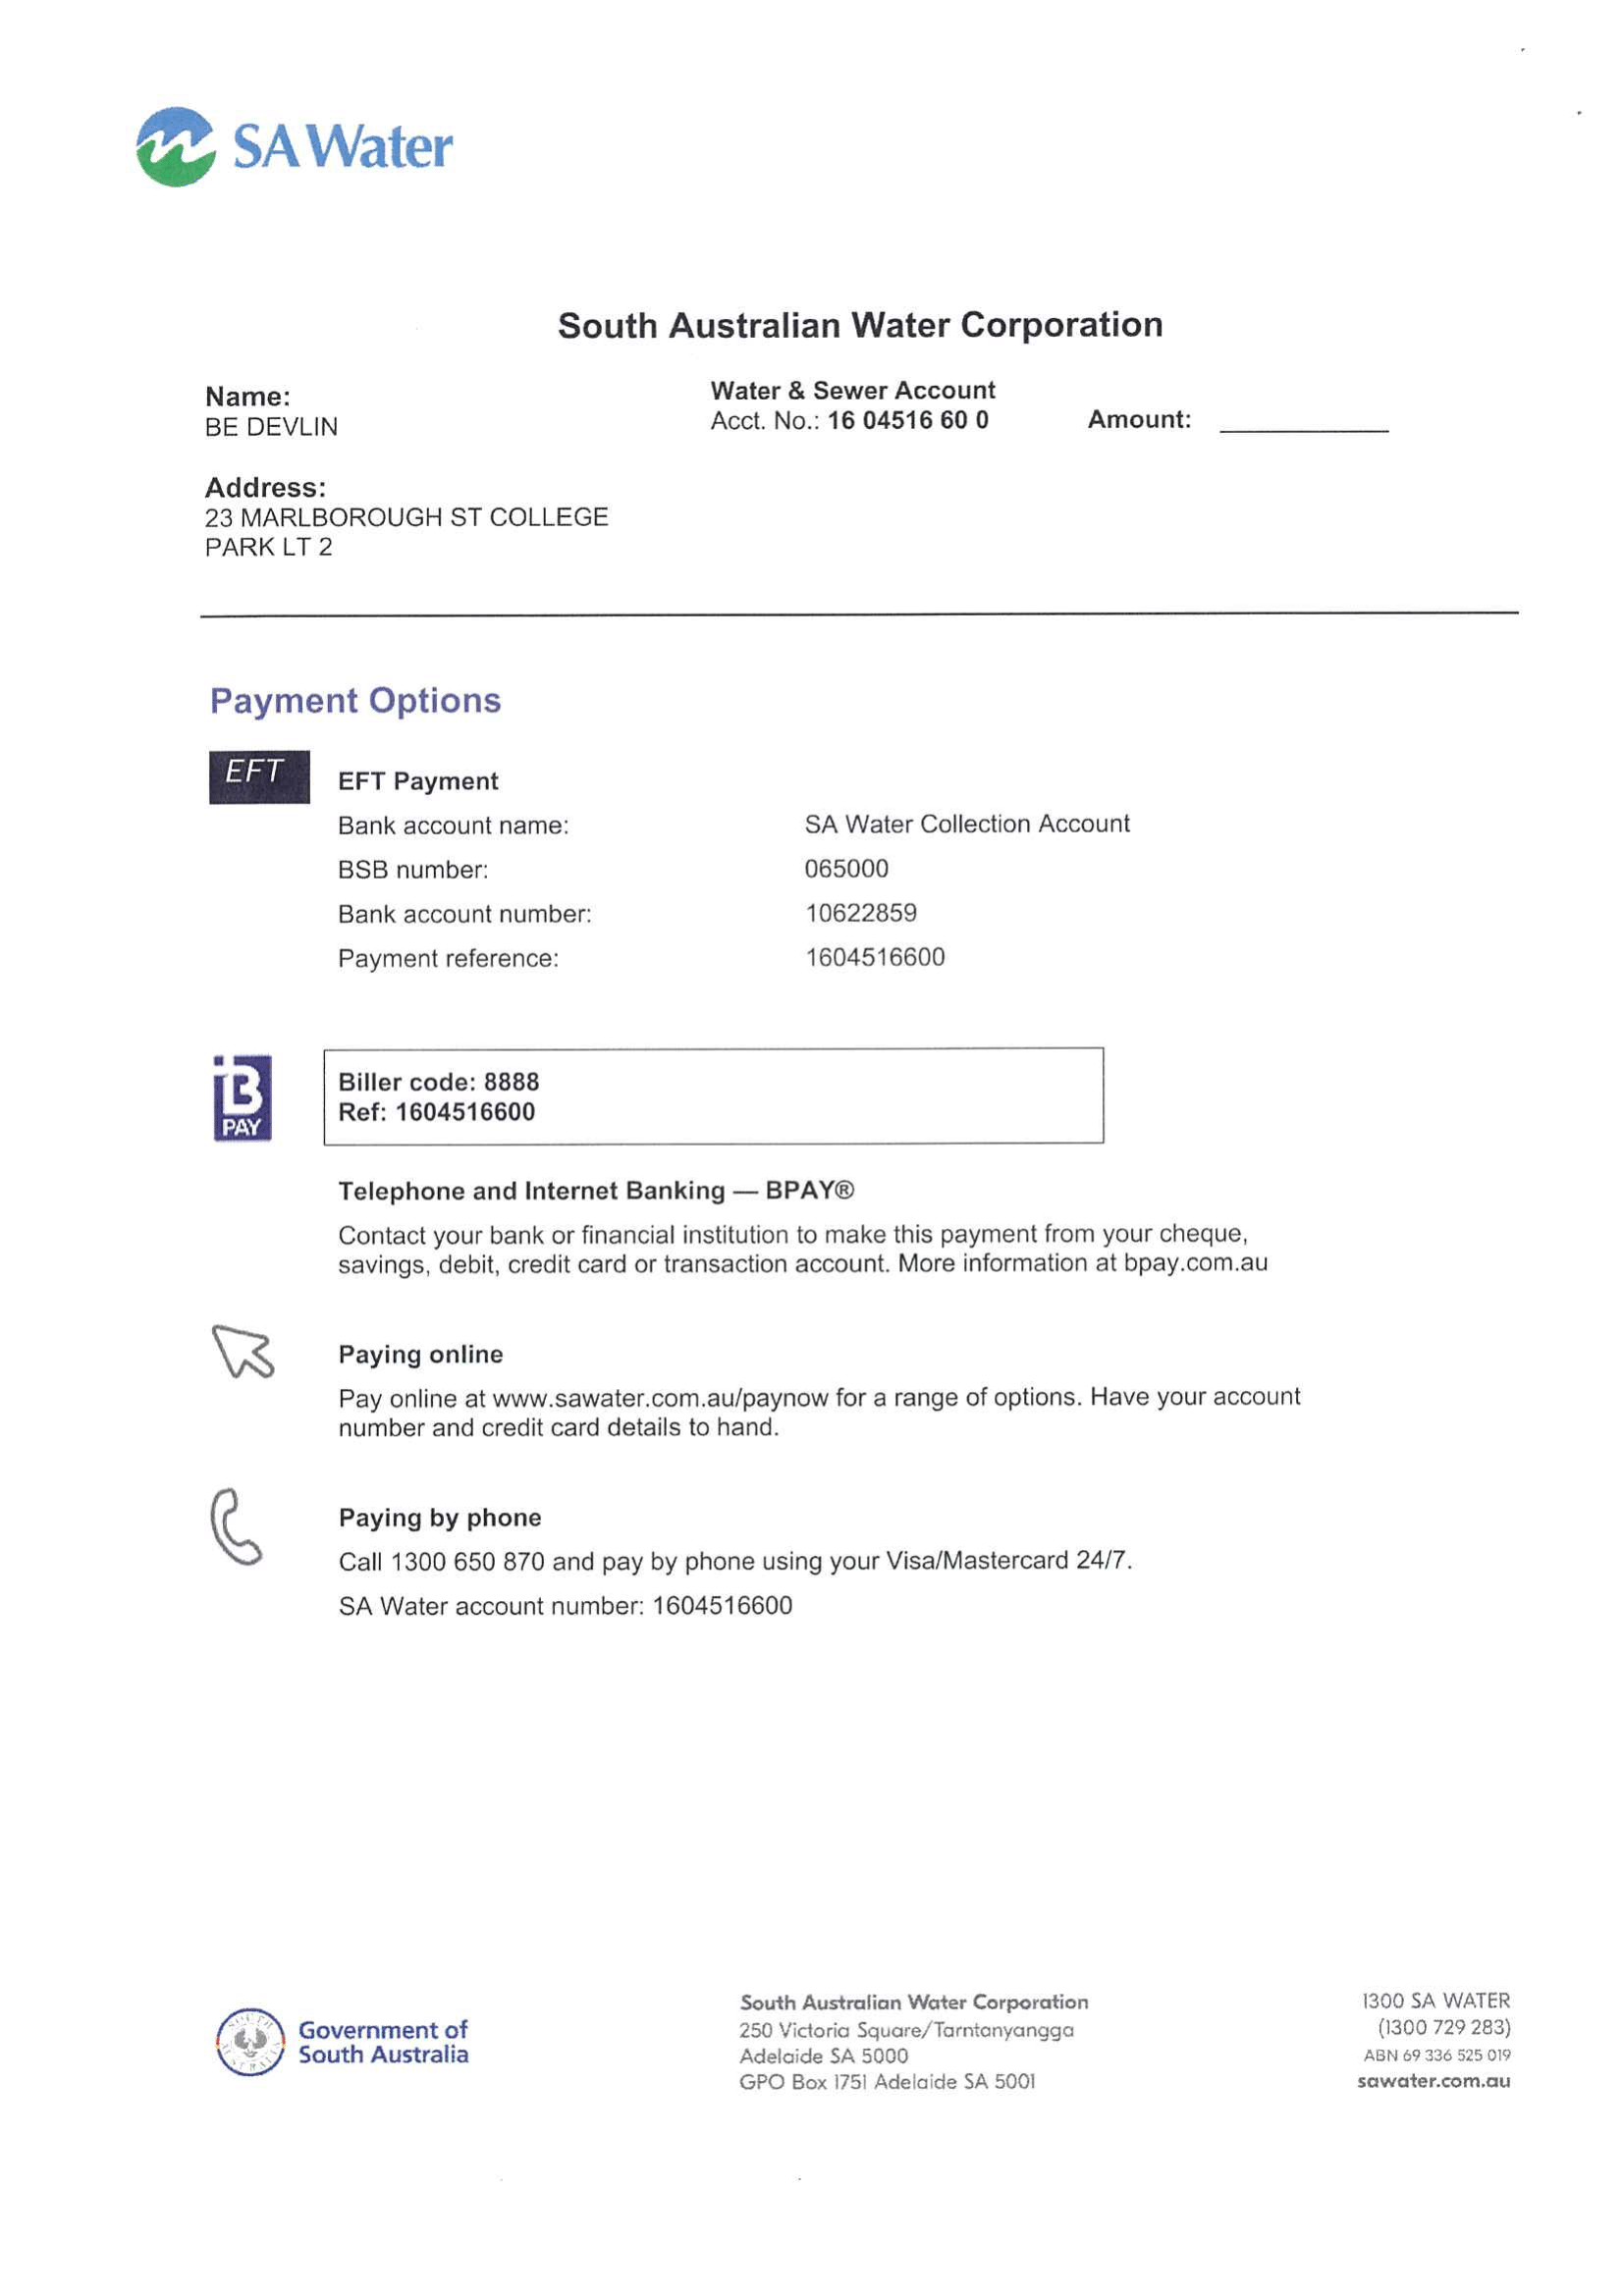 SA Water
South Australian Water Corporation
Name:
BE DEVLIN
Water & Sewer Account
Acct. No.: 16 04516 60 0
Amount:
Address:
23 MARLBOROUGH ST COLLEGE
PARK LT 2
Payment Options
EFT
EFT Payment
Bank account name: SA Water Collection Account
BSB number: 065000
Bank account number: 10622859
Payment reference: 1604516600
B
PAY
Biller code: 8888
Ref: 1604516600
Telephone and Internet Banking — BPAY®
Contact your bank or financial institution to make this payment from your cheque,
savings, debit, credit card or transaction account. More information at bpay.com.au
Paying online
Pay online at www.sawater.com.au/paynow for a range of options. Have your account
number and credit card details to hand.
Paying by phone
Call 1300 650 870 and pay by phone using your Visa/Mastercard 24/7.
SA Water account number: 1604516600
SOUTH AUSTRALIA
Government of
South Australia
South Australian Water Corporation
250 Victoria Square/Tarntanyangga
Adelaide SA 5000
GPO Box 1751 Adelaide SA 5001
1300 SA WATER
(1300 729 283)
ABN 69 336 525 019
sawater.com.au